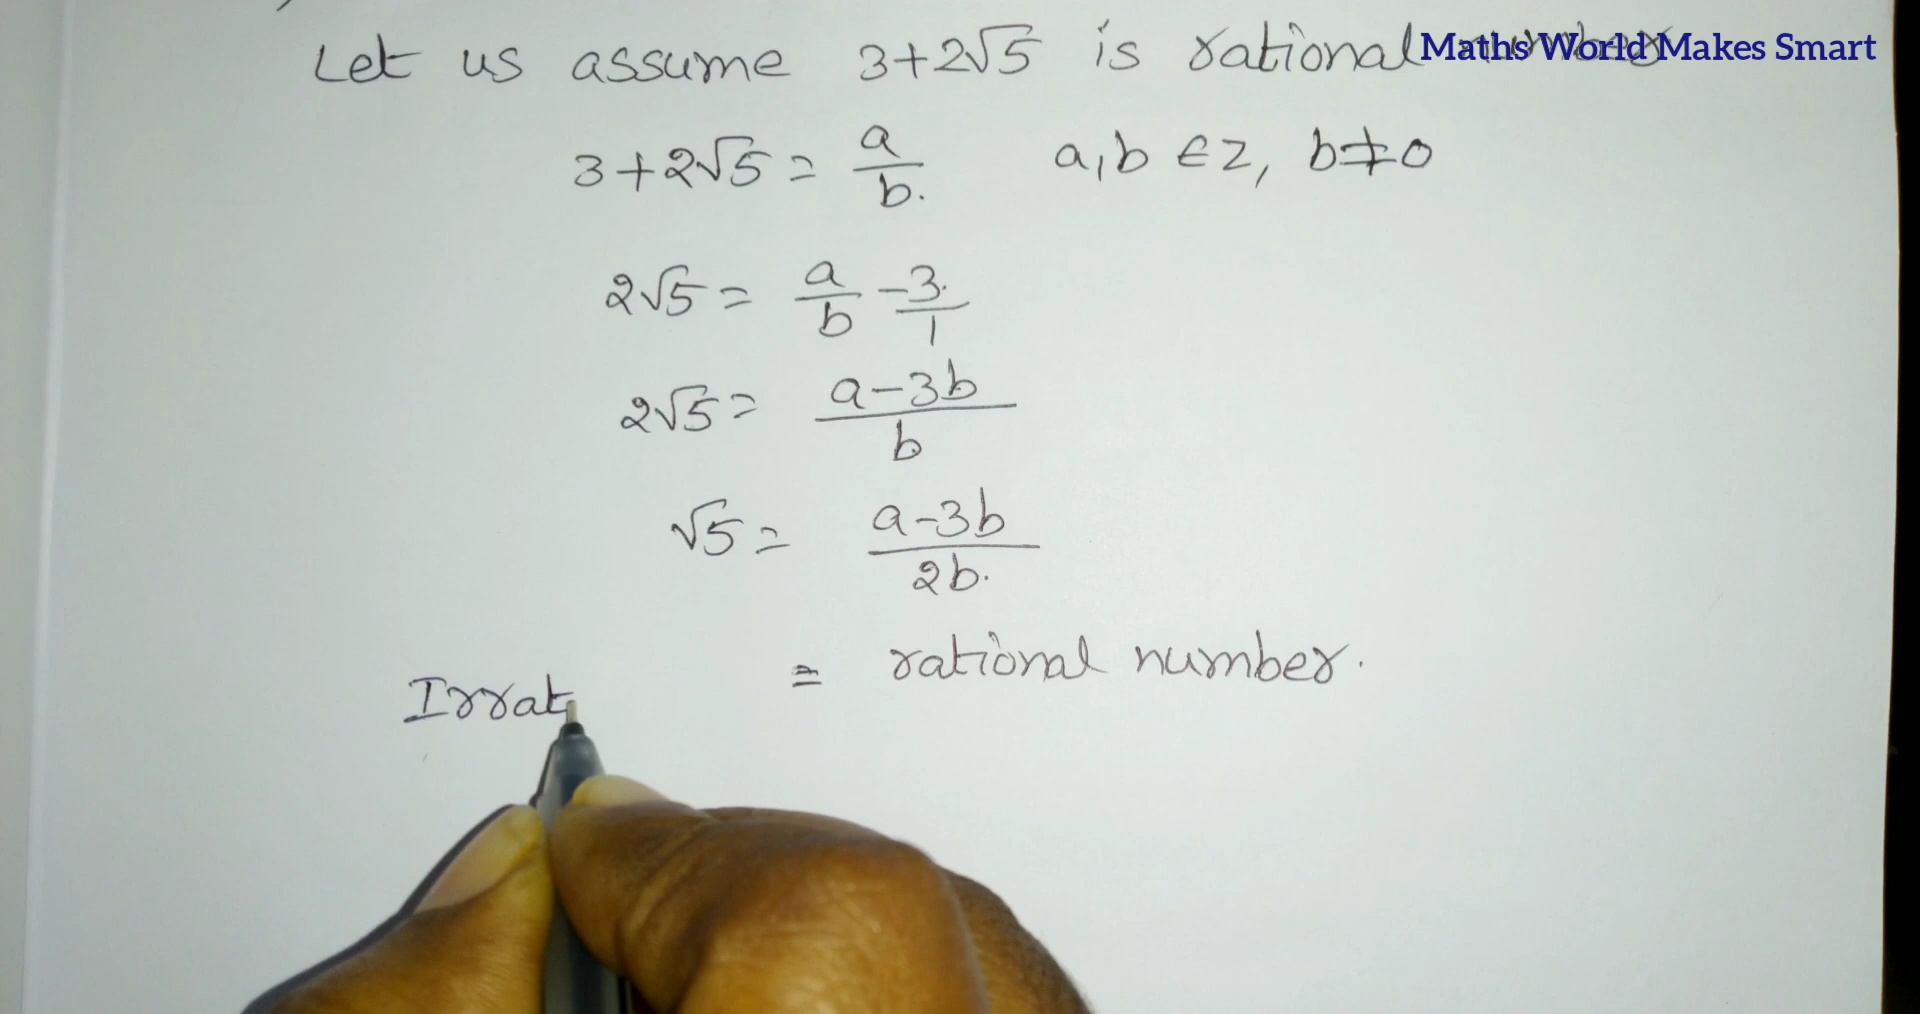 Let us assume 3+2√5 is rational number
Maths World Makes Smart
3+2√5 = a/b. a,b ∈ Z, b≠0
2√5 = a/b - 3./1
2√5 = a-3b/b
√5 = a-3b/2b.
= rational number.
Irrat